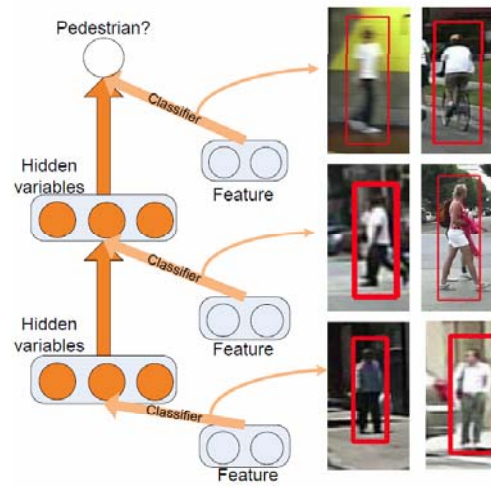 Pedestrian?
Classifier
Feature
Hidden
variables
Classifier
Feature
Hidden
variables
Classifier
Feature